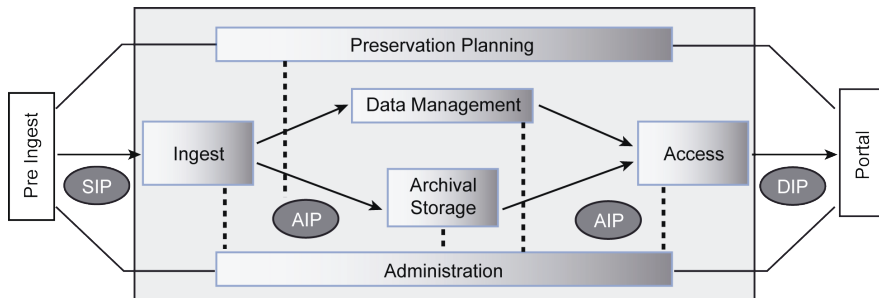 Preservation Planning
Data Management
Pre Ingest
Ingest
Access
Portal
SIP
Archival
Storage
DIP
AIP
AIP
Administration